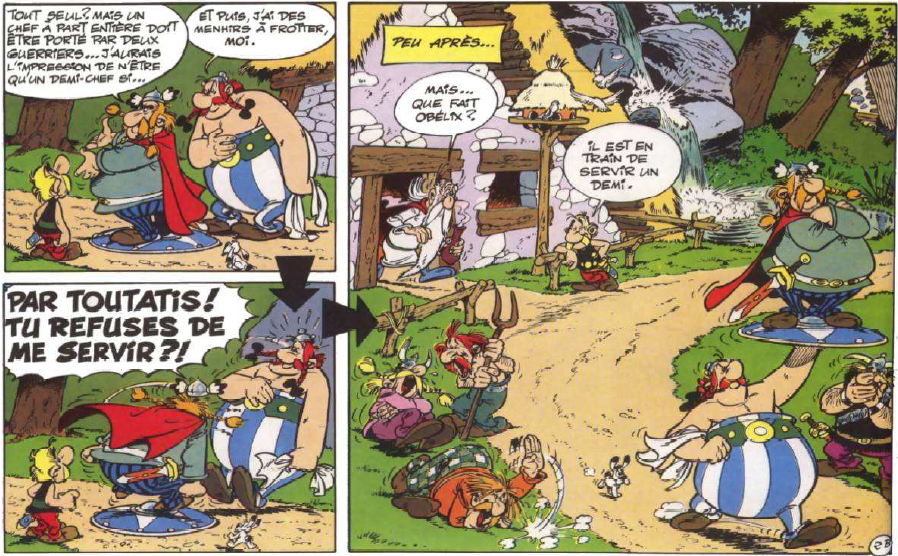 TOUT SEUL? MAIS UN
CHEF A PART ENTIÈRE DOIT
ÊTRE PORTÉ PAR DEUX
GUERRIERS... J'AURAIS
L'IMPRESSION DE N'ÊTRE
QU'UN DEMI-CHEF SI...
ET PUIS, J'AI DES
MENHIRS A FROTTER,
MOI.
PAR TOUTATIS!
TU REFUSES DE
ME SERVIR?!
PEU APRÈS...
MAIS...
QUE FAIT
OBÉLIX?
IL EST EN
TRAIN DE
SERVIR UN
DEMI.